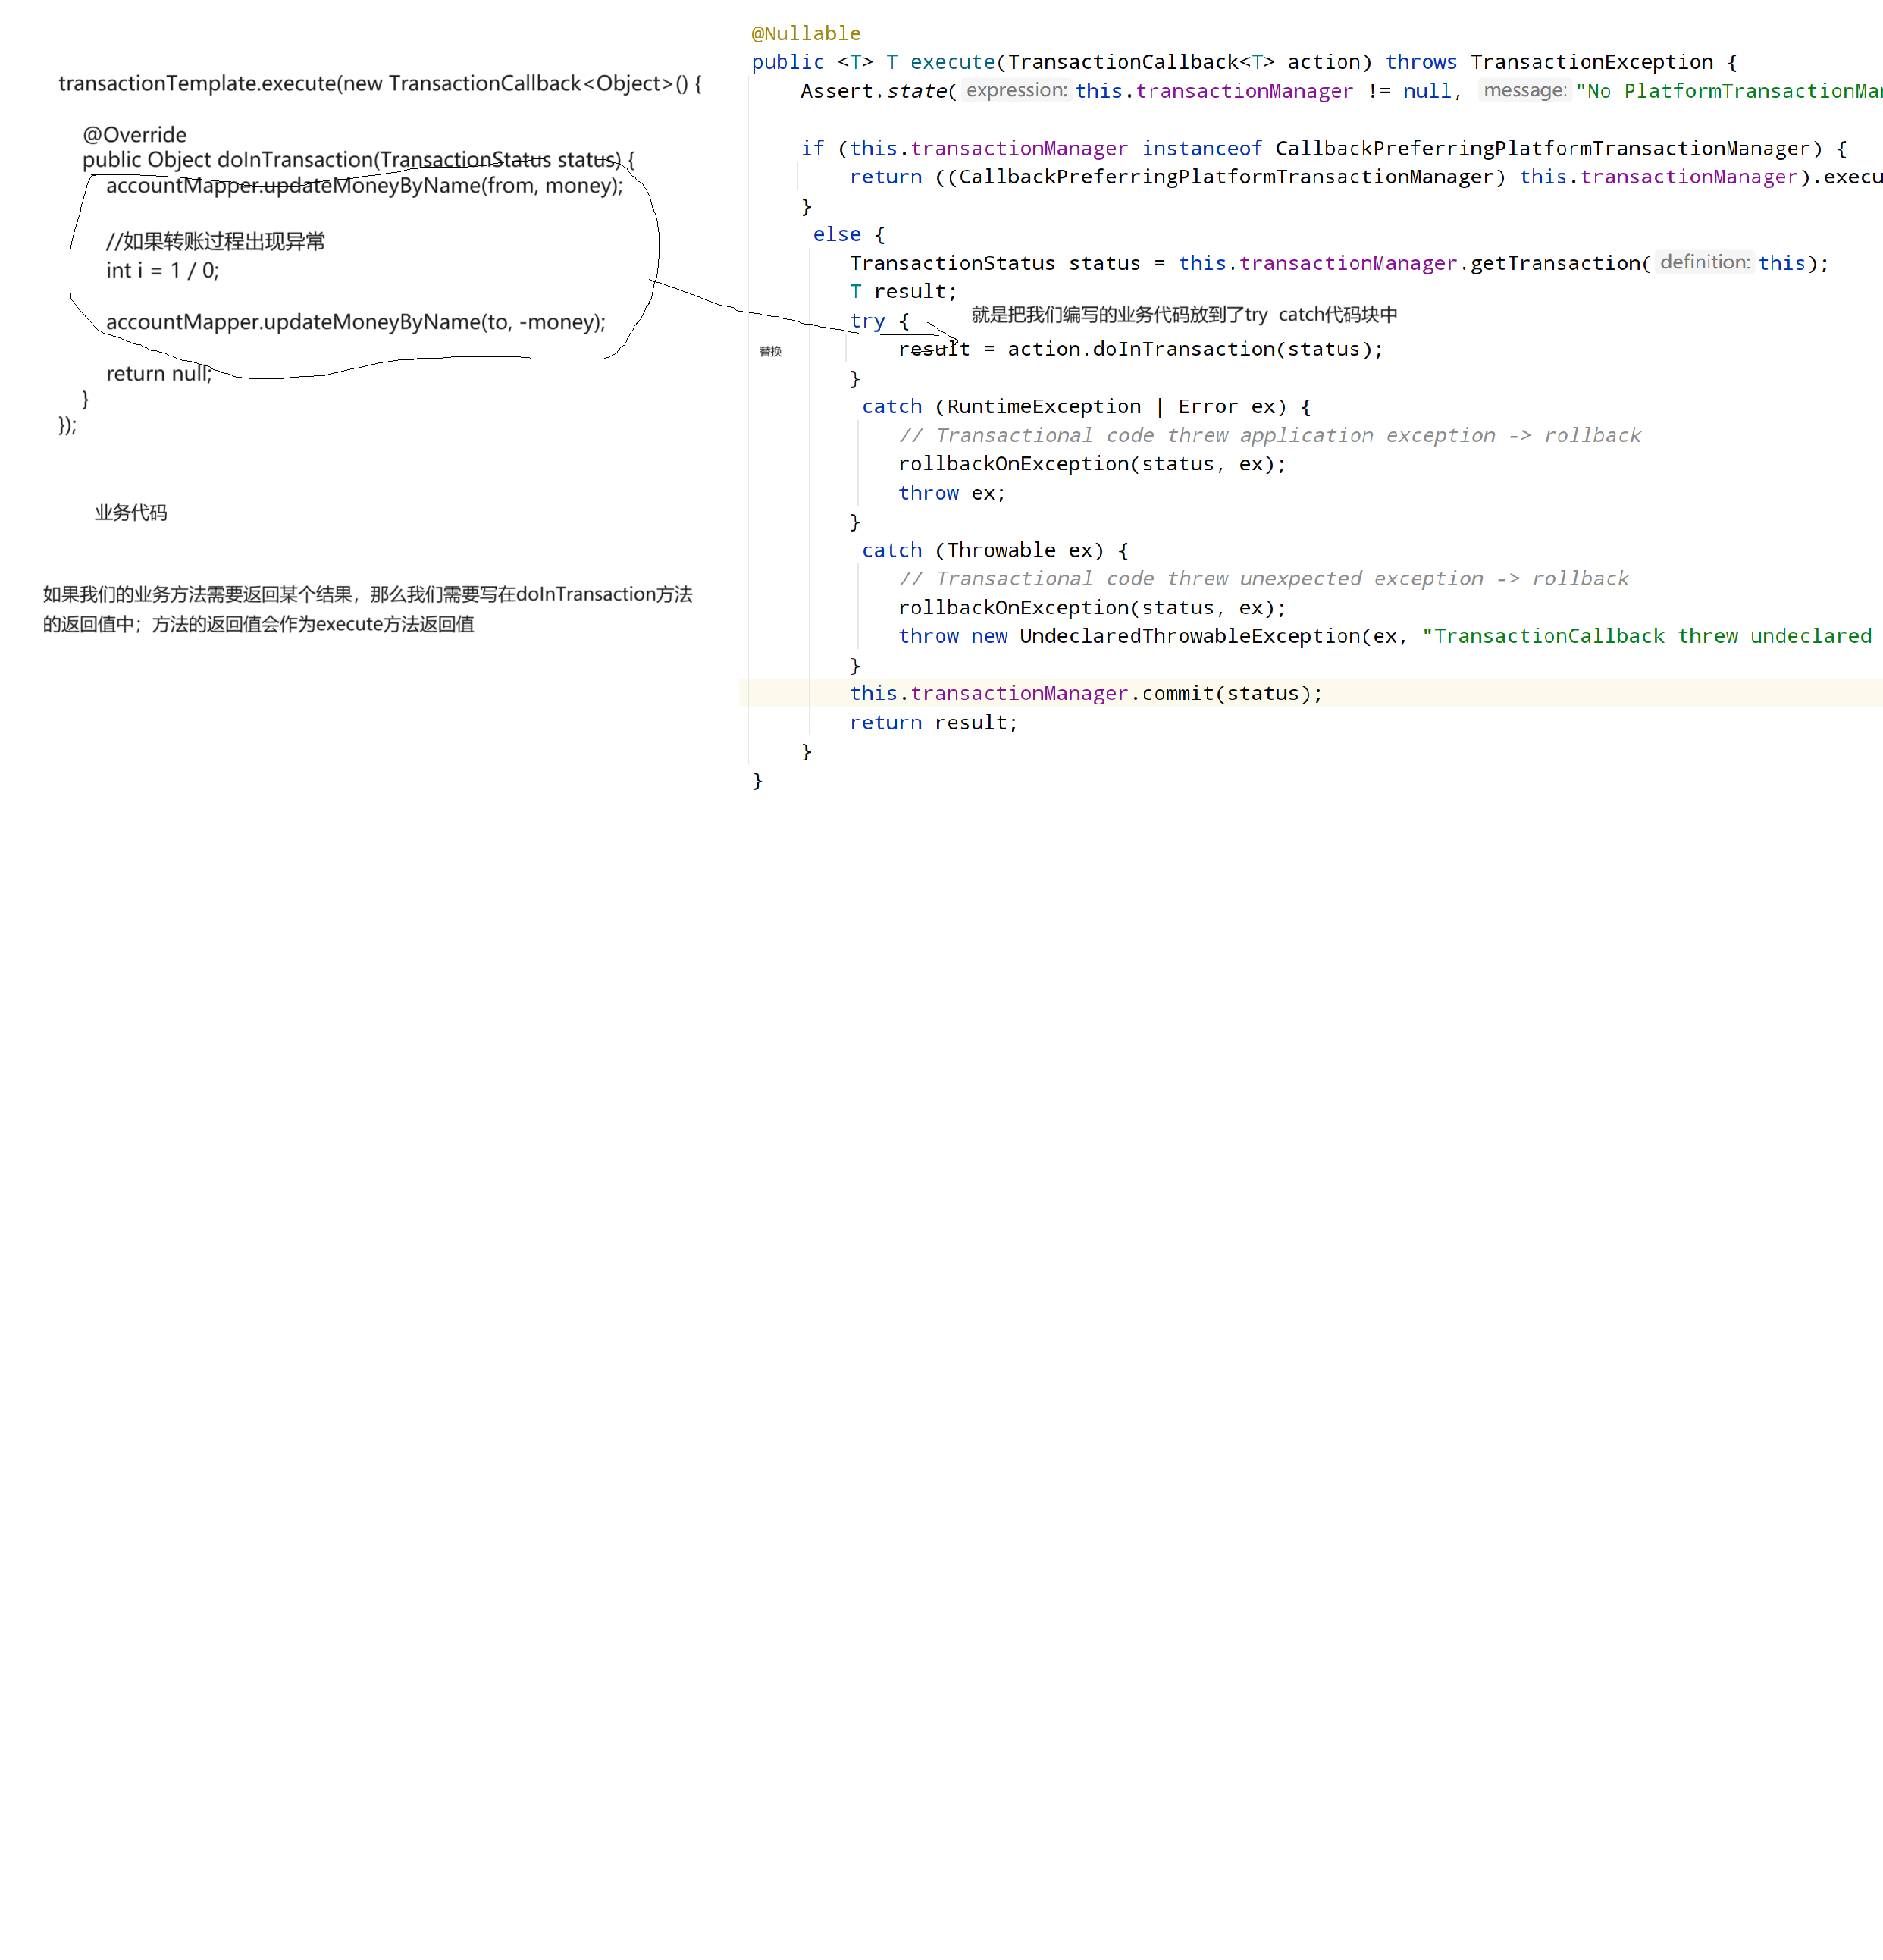 transactionTemplate.execute(new TransactionCallback<Object>() {
@Override
public Object doInTransaction(TransactionStatus status) {
accountMapper.updateMoneyByName(from, money);
//如果转账过程出现异常
int i = 1 / 0;
accountMapper.updateMoneyByName(to, -money);
return null;
}
});
业务代码
如果我们的业务方法需要返回某个结果，那么我们需要写在doInTransaction方法
的返回值中；方法的返回值会作为execute方法返回值
@Nullable
public <T> T execute(TransactionCallback<T> action) throws TransactionException {
Assert.state( expression: this.transactionManager != null, message: "No PlatformTransactionMa
if (this.transactionManager instanceof CallbackPreferringPlatformTransactionManager) {
return ((CallbackPreferringPlatformTransactionManager) this.transactionManager).execu
}
else {
TransactionStatus status = this.transactionManager.getTransaction( definition: this);
T result;
就是把我们编写的业务代码放到了try catch代码块中
try {
替换
result = action.doInTransaction(status);
}
catch (RuntimeException | Error ex) {
// Transactional code threw application exception -> rollback
rollbackOnException(status, ex);
throw ex;
}
catch (Throwable ex) {
// Transactional code threw unexpected exception -> rollback
rollbackOnException(status, ex);
throw new UndeclaredThrowableException(ex, "TransactionCallback threw undeclared
}
this.transactionManager.commit(status);
return result;
}
}